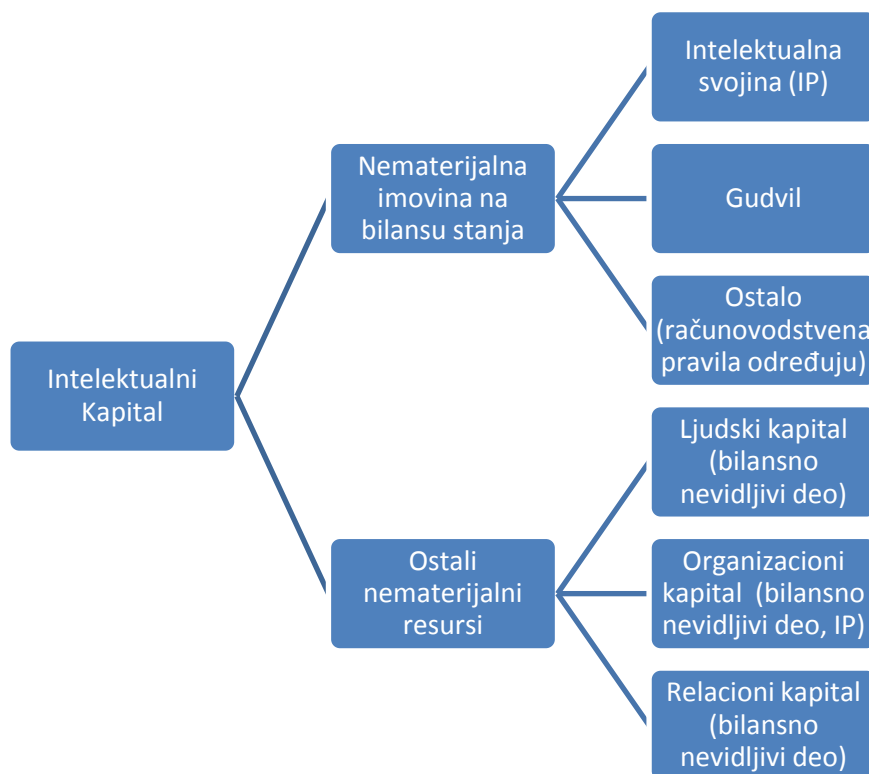 Intelektualni
Kapital
Nematerijalna
imovina na
bilansu stanja
Intelektualna
svojina (IP)
Gudvil
Ostalo
(računovodstvena
pravila određuju)
Ostali
nematerijalni
resursi
Ljudski kapital
(bilansno
nevidljivi deo)
Organizacioni
kapital (bilansno
nevidljivi deo, IP)
Relacioni kapital
(bilansno
nevidljivi deo)